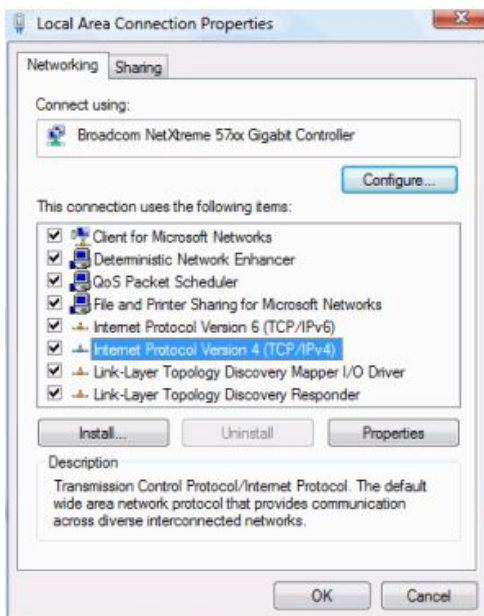 Local Area Connection Properties
Networking Sharing
Connect using:
Broadcom NetXtreme 57xx Gigabit Controller
Configure...
This connection uses the following items:
Client for Microsoft Networks
Deterministic Network Enhancer
QoS Packet Scheduler
File and Printer Sharing for Microsoft Networks
Internet Protocol Version 6 (TCP/IPv6)
Internet Protocol Version 4 (TCP/IPv4)
Link-Layer Topology Discovery Mapper I/O Driver
Link-Layer Topology Discovery Responder
Install... Uninstall Properties
Description
Transmission Control Protocol/Internet Protocol. The default
wide area network protocol that provides communication
across diverse interconnected networks.
OK Cancel